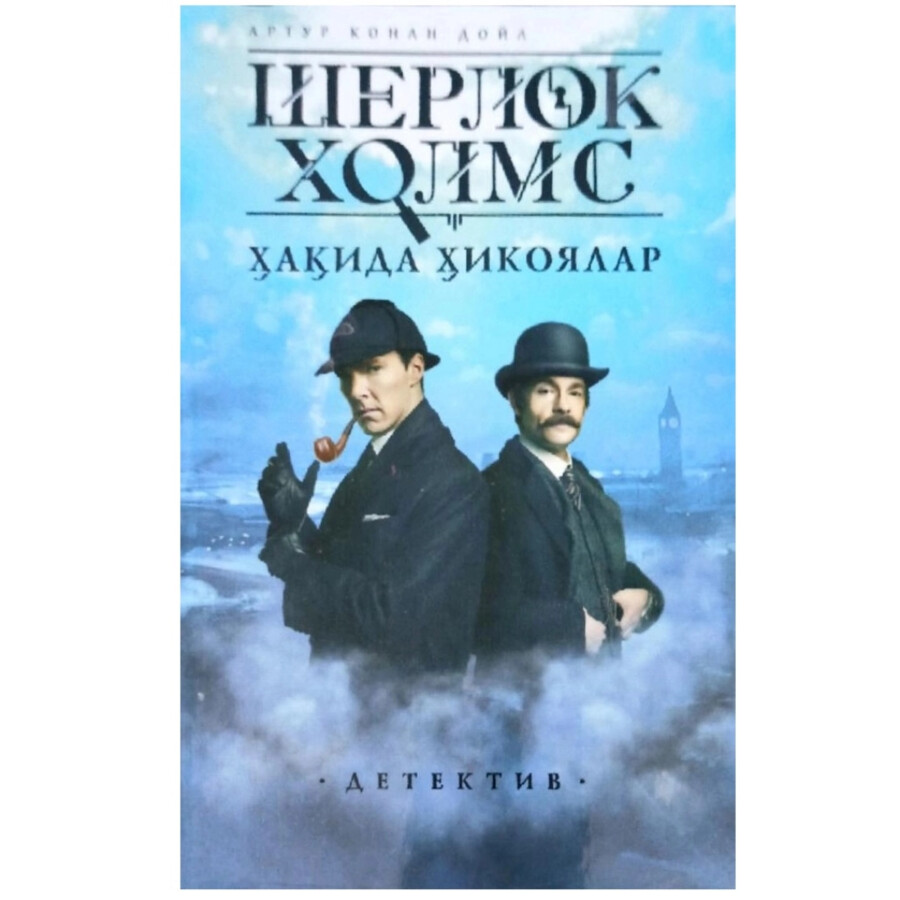 АРТУР КОНАН ДОЙЛ
ШЕРЛОК
ХОЛМС
ҲАҚИДА ҲИКОЯЛАР
· ДЕТЕКТИВ ·